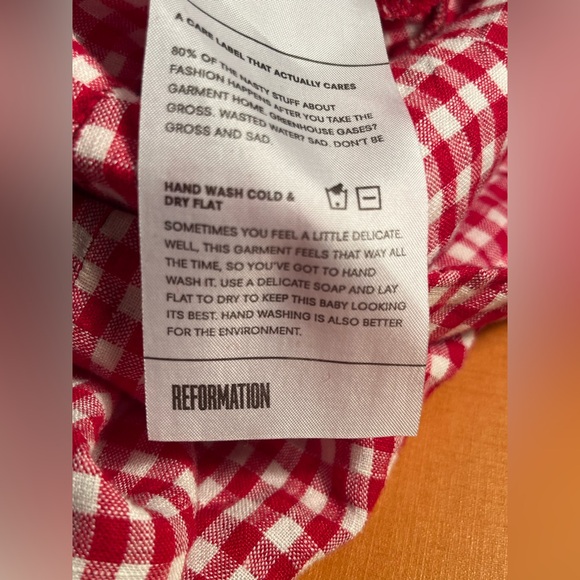 A CARE LABEL THAT ACTUALLY CARES
80% OF THE NASTY STUFF ABOUT
FASHION HAPPENS AFTER YOU TAKE THE
GARMENT HOME. GREENHOUSE GASES?
GROSS. WASTED WATER? SAD. DON'T BE
GROSS AND SAD.
HAND WASH COLD &
DRY FLAT
SOMETIMES YOU FEEL A LITTLE DELICATE.
WELL, THIS GARMENT FEELS THAT WAY ALL
THE TIME, SO YOU'VE GOT TO HAND
WASH IT. USE A DELICATE SOAP AND LAY
FLAT TO DRY TO KEEP THIS BABY LOOKING
ITS BEST. HAND WASHING IS ALSO BETTER
FOR THE ENVIRONMENT.
REFORMATION